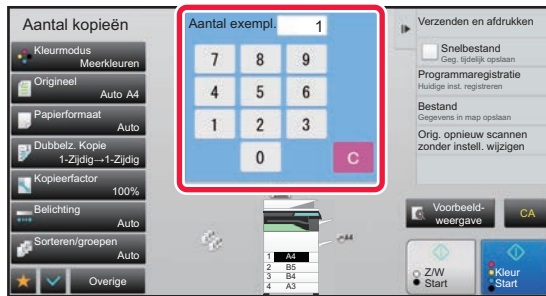 Aantal kopieën
Kleurmodus
Meerkleuren
Origineel
Auto A4
Papierformaat
Auto
Dubbelz. Kopie
1-Zijdig→1-Zijdig
Kopieerfactor
100%
Belichting
Auto
Sorteren/groepen
Auto
Overige
Aantal exempl. 1
7 8 9
4 5 6
1 2 3
0 C
1 A4
2 B5
3 B4
4 A3
A4
Verzenden en afdrukken
Snelbestand
Geg. tijdelijk opslaan
Programmaregistratie
Huidige inst. registreren
Bestand
Gegevens in map opslaan
Orig. opnieuw scannen
zonder instell. wijzigen
Voorbeeld-
weergave
CA
Z/W
Start
Kleur
Start